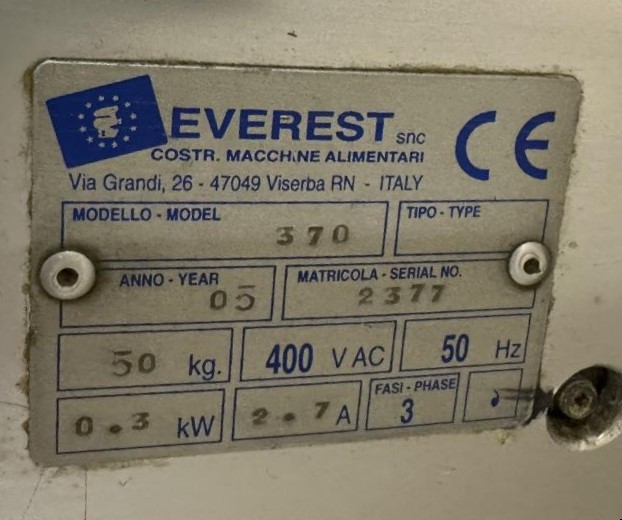 EVEREST snc
COSTR. MACCHINE ALIMENTARI
Via Grandi, 26 - 47049 Viserba RN - ITALY
CE
MODELLO - MODEL
370
TIPO - TYPE
ANNO - YEAR
05
MATRICOLA - SERIAL NO.
2377
50 kg.
400 V AC
50 Hz
0.3 kW
2.7 A
FASI - PHASE
3